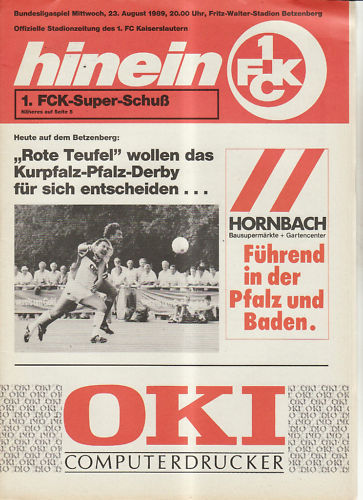 Bundesligaspiel Mittwoch, 23. August 1989, 20.00 Uhr, Fritz-Walter-Stadion Betzenberg
Offizielle Stadionzeitung des 1. FC Kaiserslautern
hinein
1.
FCK
1. FCK-Super-Schuß
Näheres auf Seite 5
Heute auf dem Betzenberg:
„Rote Teufel” wollen das
Kurpfalz-Pfalz-Derby
für sich entscheiden . . .
HORNBACH
Bausupermärkte + Gartencenter
Führend
in der
Pfalz und
Baden.
OKI
COMPUTERDRUCKER